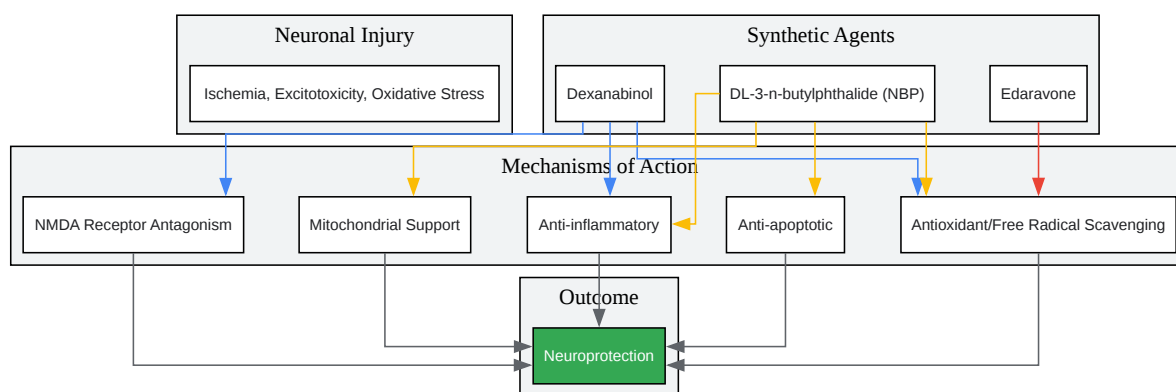 Neuronal Injury
Synthetic Agents
Ischemia, Excitotoxicity, Oxidative Stress
Dexanabinol
DL-3-n-butylphthalide (NBP)
Edaravone
Mechanisms of Action
NMDA Receptor Antagonism
Mitochondrial Support
Anti-inflammatory
Anti-apoptotic
Antioxidant/Free Radical Scavenging
Outcome
Neuroprotection